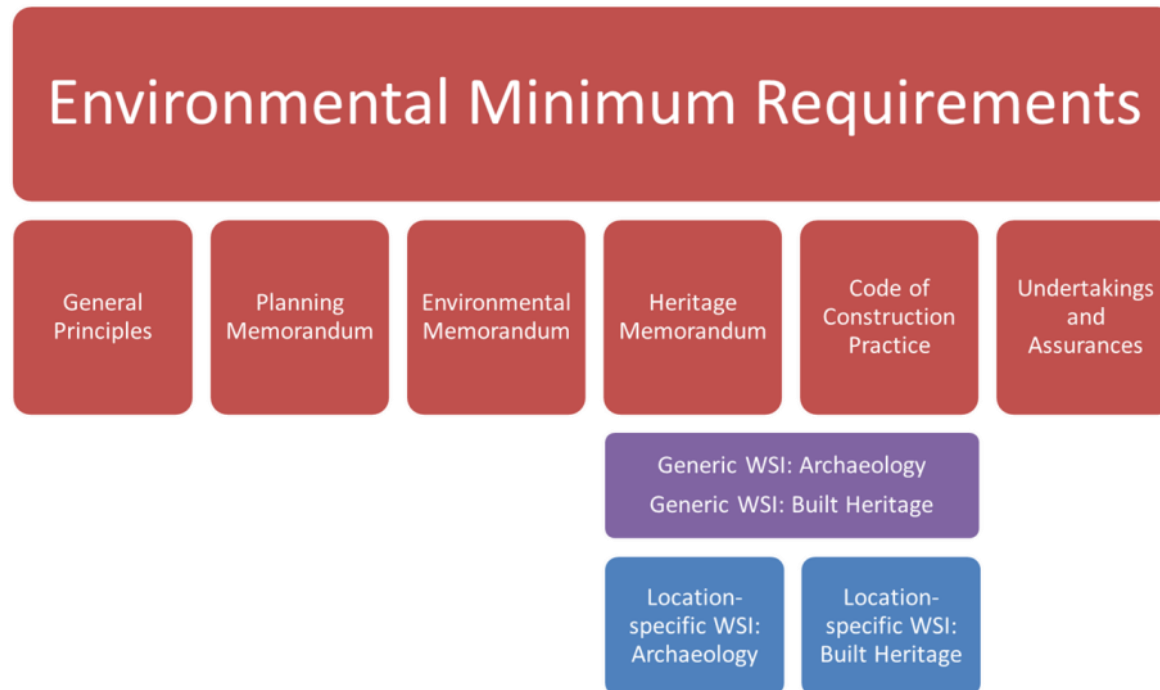 Environmental Minimum Requirements
General
Principles
Planning
Memorandum
Environmental
Memorandum
Heritage
Memorandum
Code of
Construction
Practice
Undertakings
and
Assurances
Generic WSI: Archaeology
Generic WSI: Built Heritage
Location-
specific WSI:
Archaeology
Location-
specific WSI:
Built Heritage